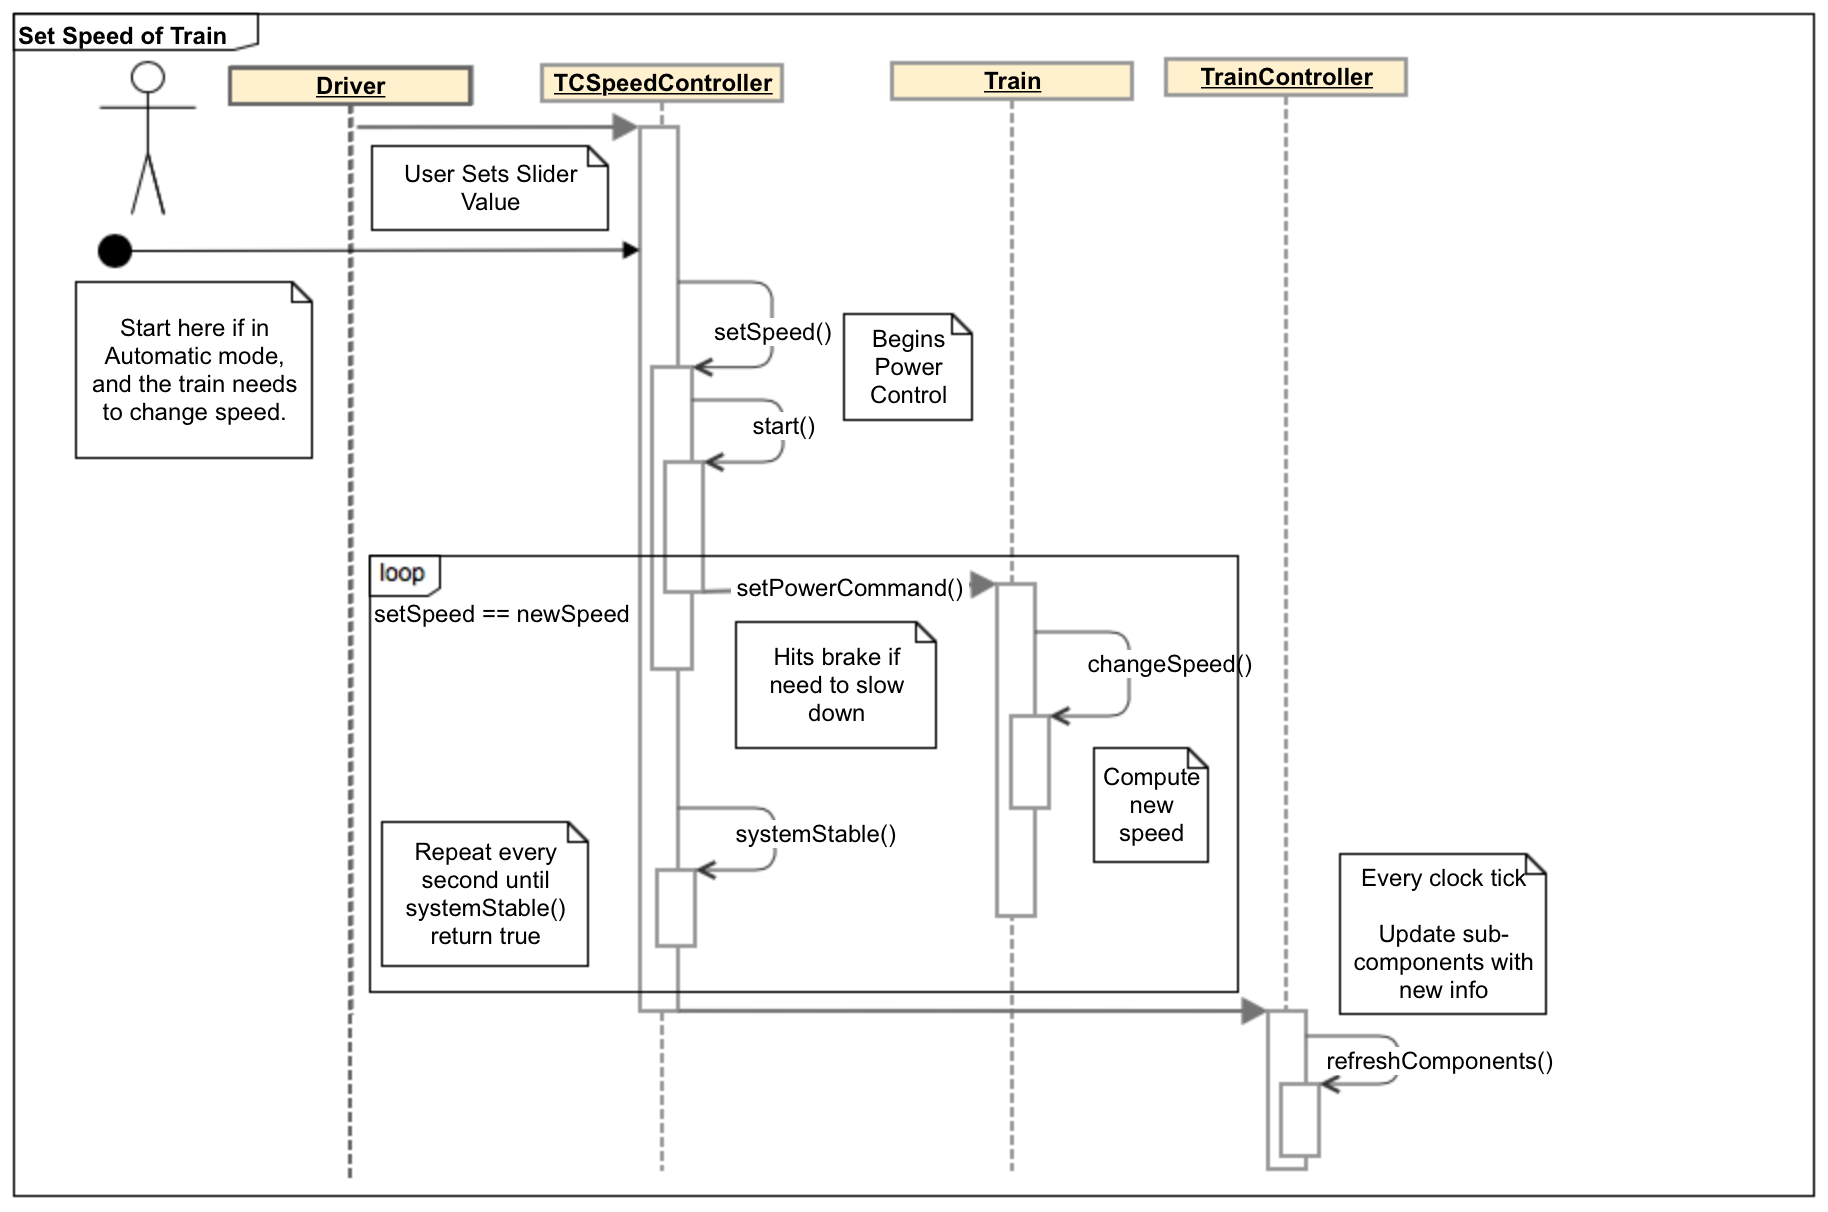 Set Speed of Train
Driver
TCSpeedController
Train
TrainController
User Sets Slider
Value
Start here if in
Automatic mode,
and the train needs
to change speed.
setSpeed()
Begins
Power
Control
start()
loop
setSpeed == newSpeed
setPowerCommand()
Hits brake if
need to slow
down
changeSpeed()
Compute
new
speed
systemStable()
Repeat every
second until
systemStable()
return true
Every clock tick
Update sub-
components with
new info
refreshComponents()